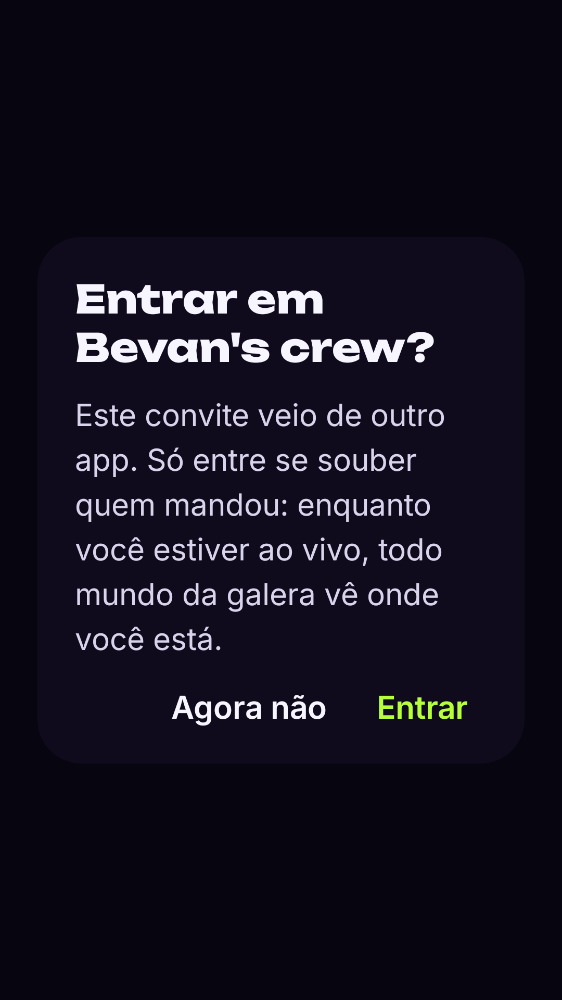 Entrar em
Bevan's crew?
Este convite veio de outro
app. Só entre se souber
quem mandou: enquanto
você estiver ao vivo, todo
mundo da galera vê onde
você está.
Agora não Entrar